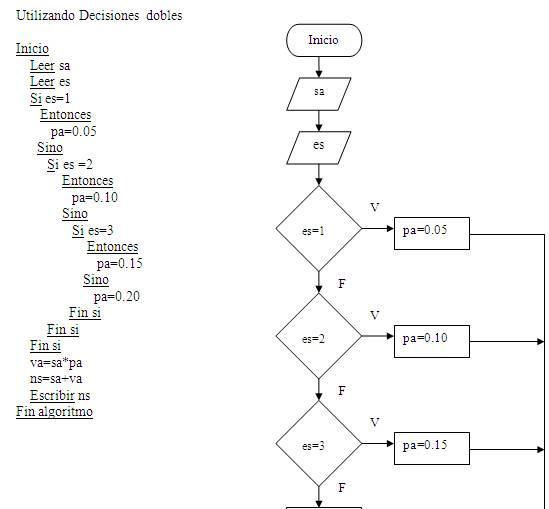 Utilizando Decisiones dobles
Inicio
Leer sa
Leer es
Si es=1
Entonces
pa=0.05
Sino
Si es =2
Entonces
pa=0.10
Sino
Si es=3
Entonces
pa=0.15
Sino
pa=0.20
Fin si
Fin si
Fin si
va=sa*pa
ns=sa+va
Escribir ns
Fin algoritmo
Inicio
sa
es
es=1
V
pa=0.05
F
es=2
V
pa=0.10
F
es=3
V
pa=0.15
F